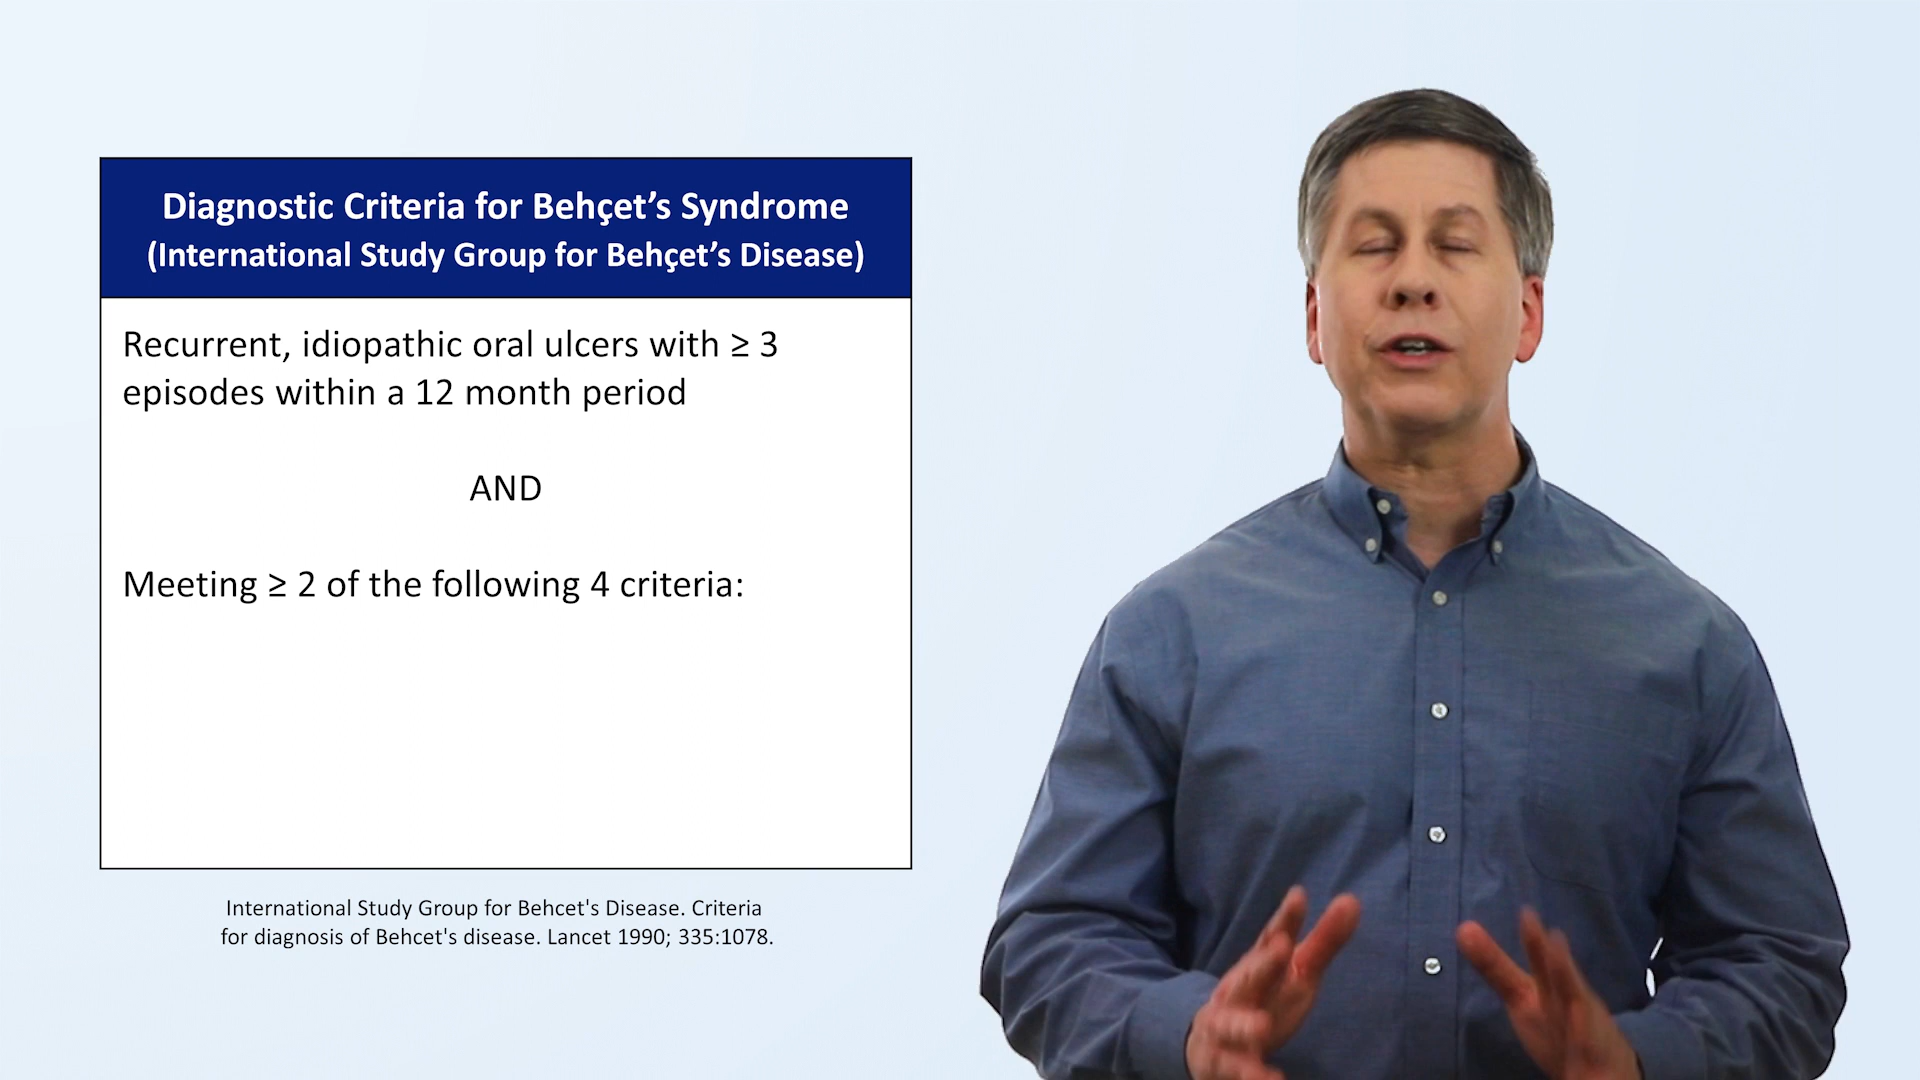 Diagnostic Criteria for Behçet’s Syndrome
(International Study Group for Behçet’s Disease)
Recurrent, idiopathic oral ulcers with ≥ 3
episodes within a 12 month period
AND
Meeting ≥ 2 of the following 4 criteria:
International Study Group for Behcet's Disease. Criteria
for diagnosis of Behcet's disease. Lancet 1990; 335:1078.